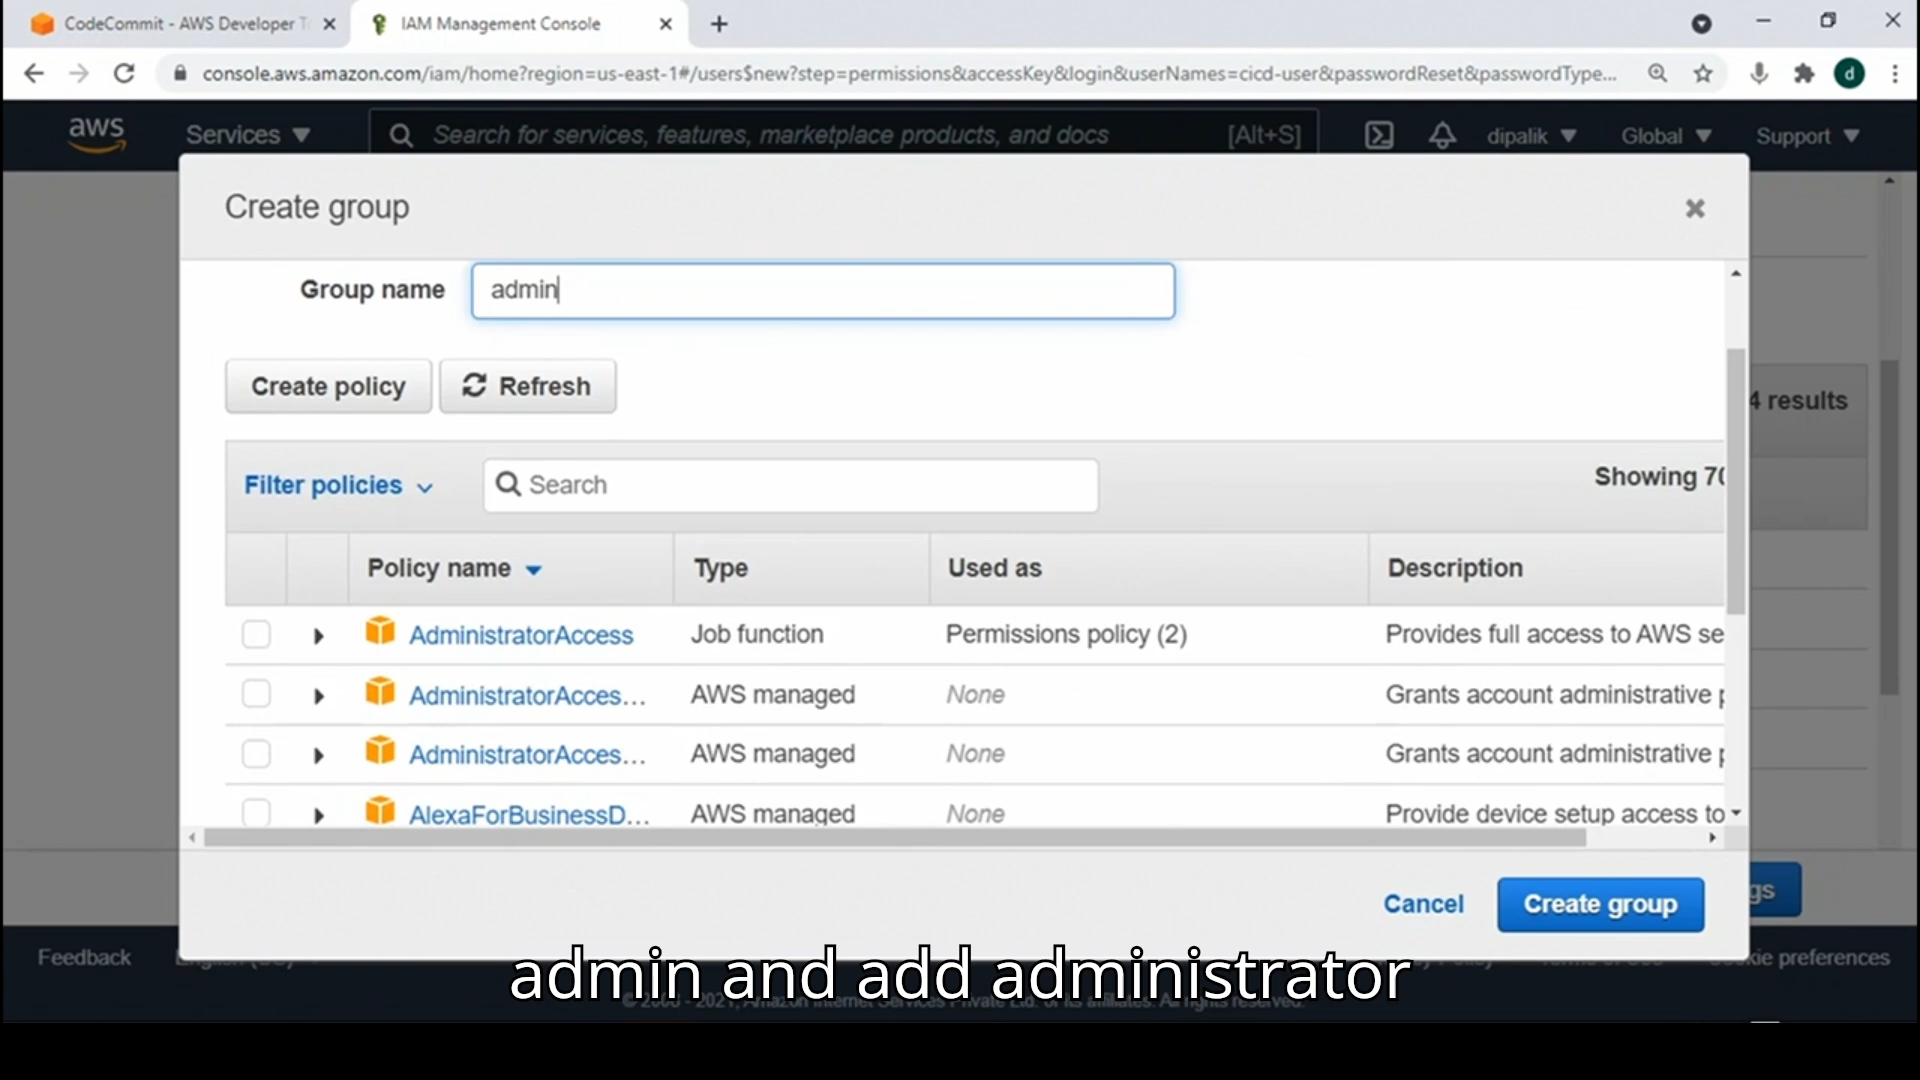 CodeCommit - AWS Developer T
IAM Management Console
console.aws.amazon.com/iam/home?region=us-east-1#/users$new?step=permissions&accessKey&login&userNames=cicd-user&passwordReset&passwordType...
d
aws
Services
Search for services, features, marketplace products, and docs
[Alt+S]
dipalik
Global
Support
Create group
Group name
admin
Create policy
Refresh
4 results
Filter policies
Search
Showing 70
Policy name
Type
Used as
Description
AdministratorAccess
Job function
Permissions policy (2)
Provides full access to AWS se
AdministratorAcces...
AWS managed
None
Grants account administrative p
AdministratorAcces...
AWS managed
None
Grants account administrative p
AlexaForBusinessD...
AWS managed
None
Provide device setup access to
Cancel
Create group
gs
Feedback
kie preferences
admin and add administrator